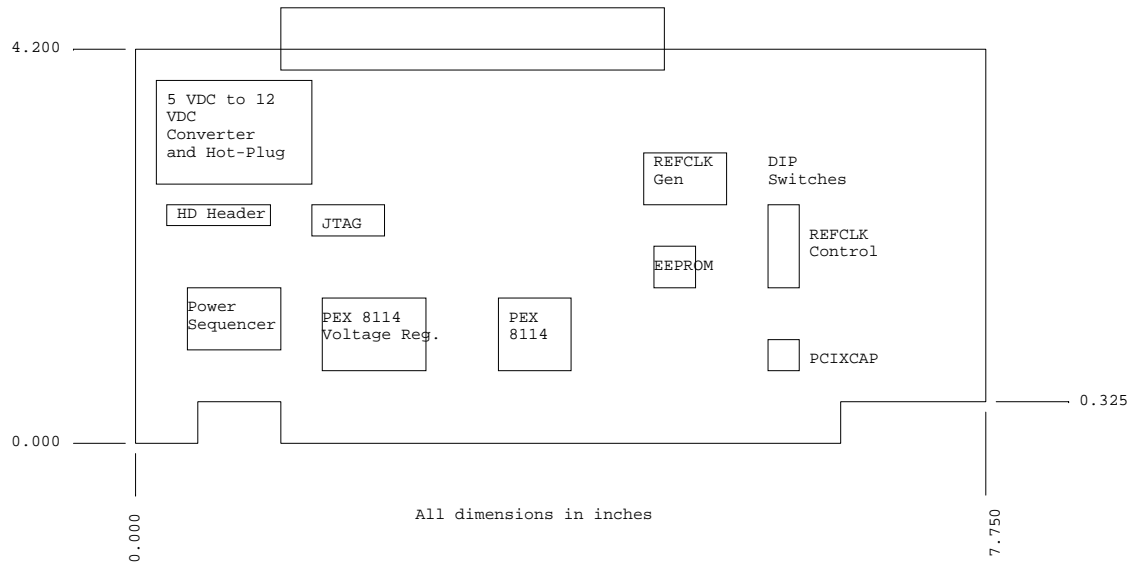 4.200
5 VDC to 12
VDC
Converter
and Hot-Plug
REFCLK
Gen
DIP
Switches
HD Header
JTAG
REFCLK
Control
EEPROM
Power
Sequencer
PEX 8114
Voltage Reg.
PEX
8114
PCIXCAP
0.325
0.000
0.000
All dimensions in inches
7.750